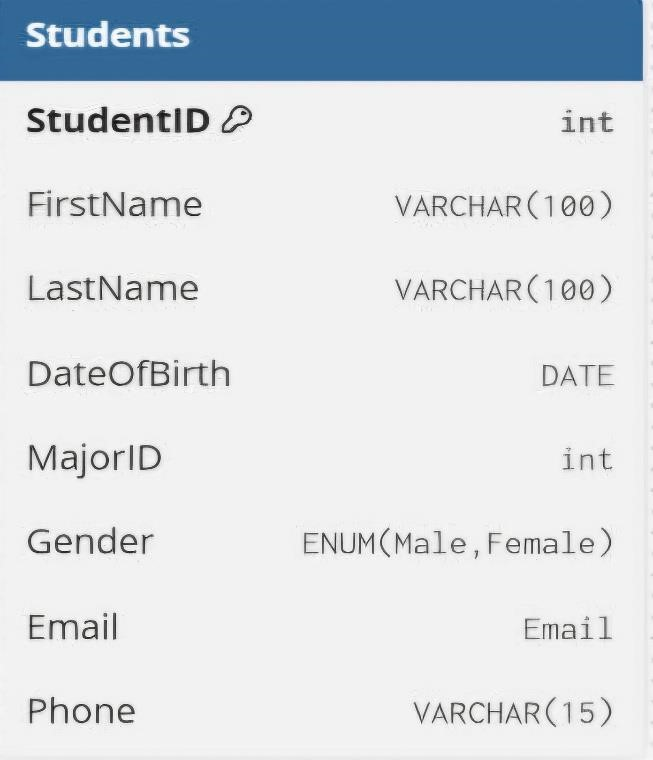 Students
StudentID int
FirstName VARCHAR(100)
LastName VARCHAR(100)
DateOfBirth DATE
MajorID int
Gender ENUM(Male,Female)
Email Email
Phone VARCHAR(15)